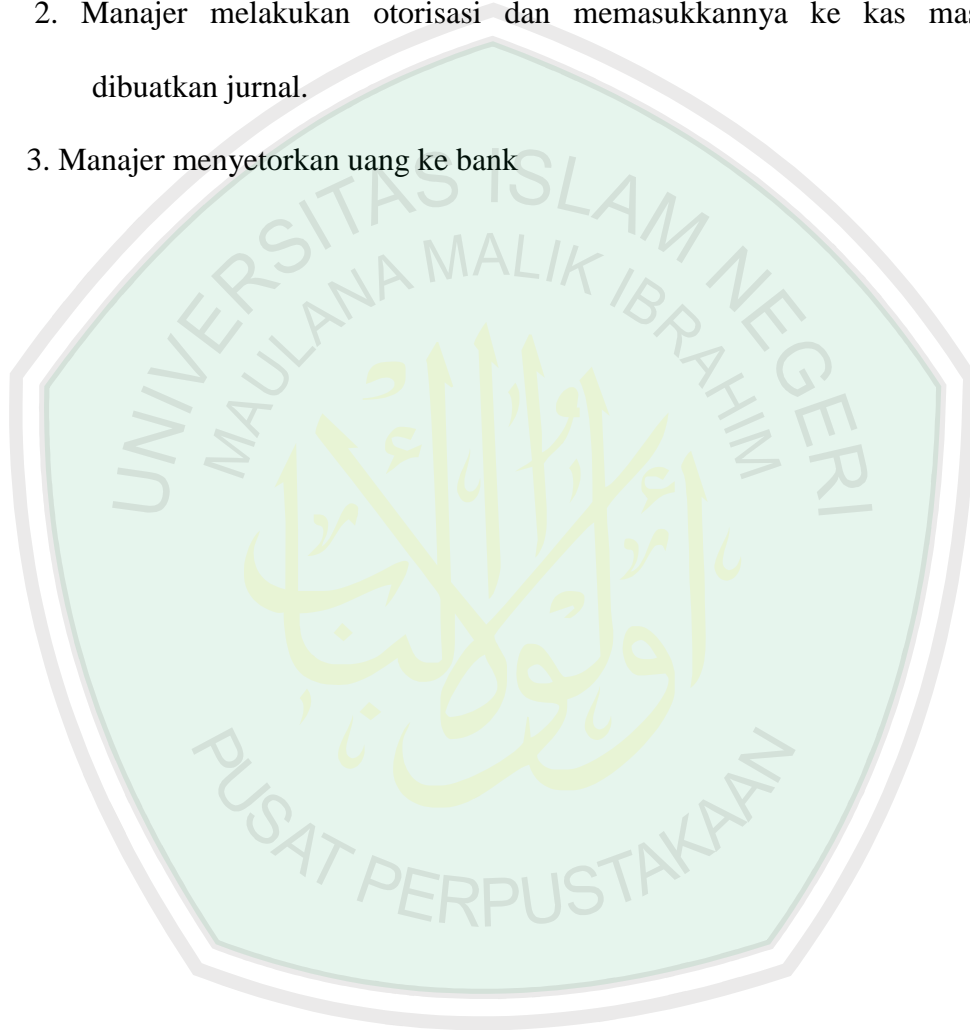 2. Manajer melakukan otorisasi dan memasukkannya ke kas
dibuatkan jurnal.
3. Manajer menyetorkan uang ke bank
UNIVERSITAS ISLAM NEGERI
MAULANA MALIK IBRAHIM
PUSAT PERPUSTAKAAN